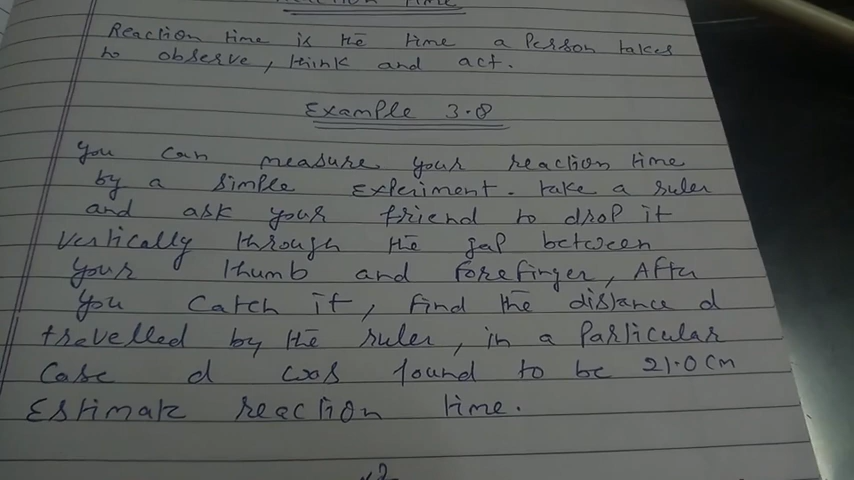 Reaction time
Reaction time is the time a Person takes
to observe, think and act.
Example 3.8
You can measure your reaction time
by a simple Experiment. take a ruler
and ask your friend to drop it
vertically through the gap between
your thumb and forefinger, After
you catch it, find the distance d
travelled by the ruler, in a Particular
Case d was found to be 21.0 cm
Estimate reaction time.